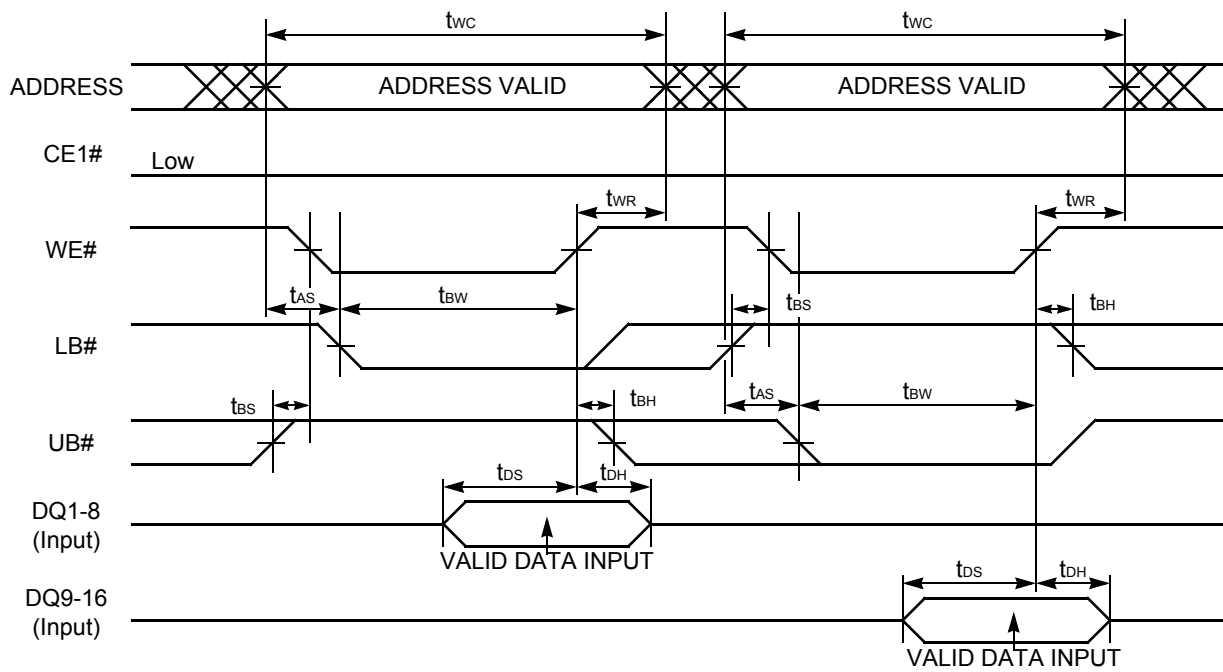 tWC tWC
ADDRESS ADDRESS VALID ADDRESS VALID
CE1# Low
tWR tWR
WE#
tAS tBW tBS tBH
LB#
tBS tBH tAS tBW
UB#
tDS tDH
DQ1-8
(Input)
VALID DATA INPUT
tDS tDH
DQ9-16
(Input)
VALID DATA INPUT